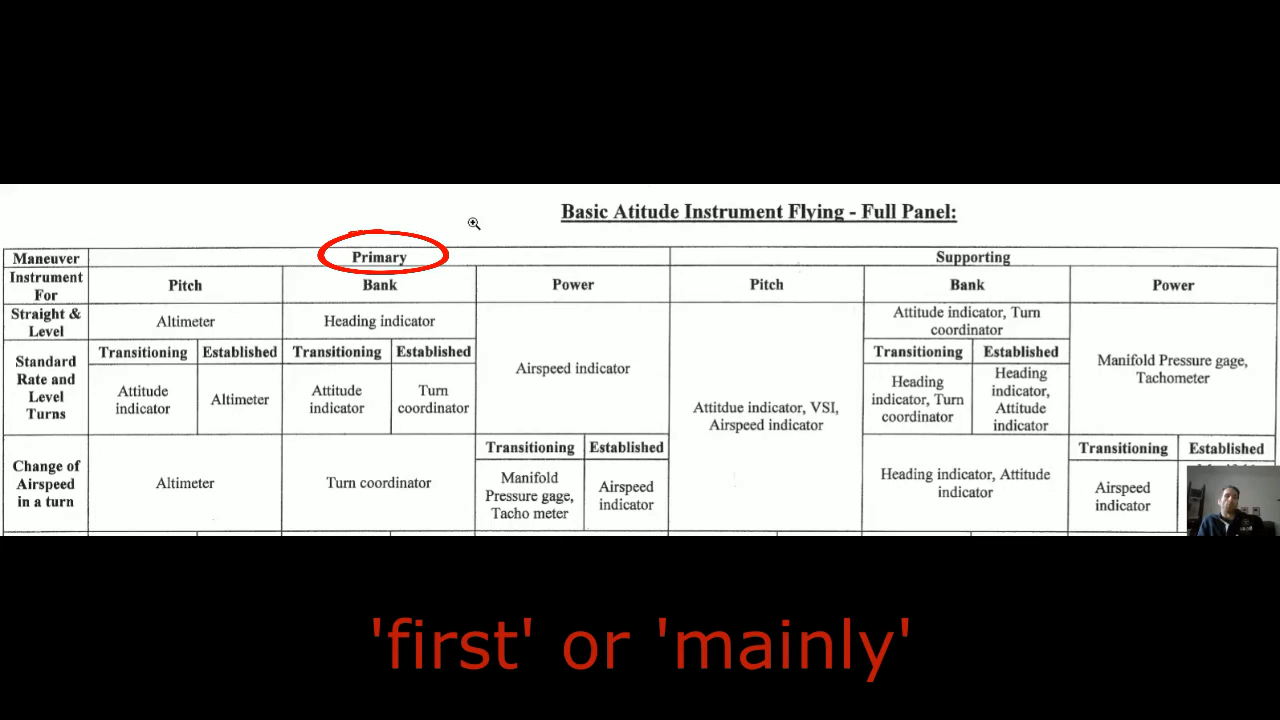 Basic Atitude Instrument Flying - Full Panel:
Maneuver
Primary
Supporting
Instrument
For
Pitch
Bank
Power
Pitch
Bank
Power
Straight &
Level
Altimeter
Heading indicator
Airspeed indicator
Attitdue indicator, VSI,
Airspeed indicator
Attitude indicator, Turn
coordinator
Manifold Pressure gage,
Tachometer
Standard
Rate and
Level
Turns
Transitioning
Established
Transitioning
Established
Transitioning
Established
Attitude
indicator
Altimeter
Attitude
indicator
Turn
coordinator
Heading
indicator, Turn
coordinator
Heading
indicator,
Attitude
indicator
Change of
Airspeed
in a turn
Altimeter
Turn coordinator
Transitioning
Established
Manifold
Pressure gage,
Tacho meter
Airspeed
indicator
Heading indicator, Attitude
indicator
Transitioning
Established
Airspeed
indicator
'first' or 'mainly'